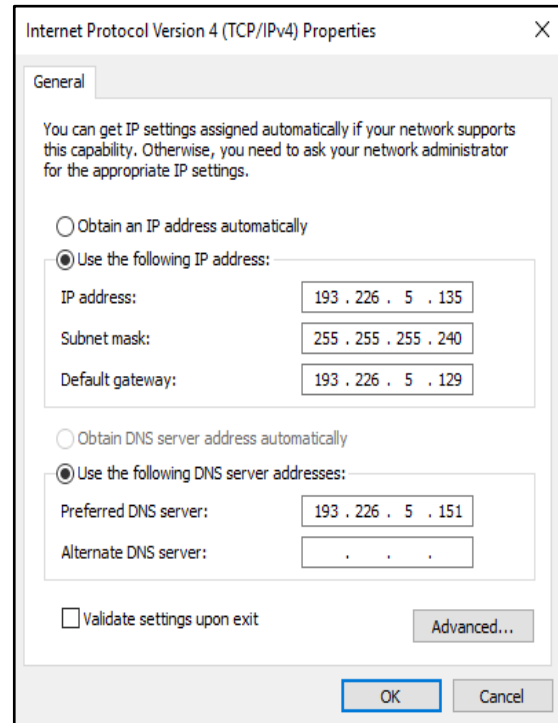 Internet Protocol Version 4 (TCP/IPv4) Properties
General
You can get IP settings assigned automatically if your network supports
this capability. Otherwise, you need to ask your network administrator
for the appropriate IP settings.
Obtain an IP address automatically
Use the following IP address:
IP address: 193 . 226 . 5 . 135
Subnet mask: 255 . 255 . 255 . 240
Default gateway: 193 . 226 . 5 . 129
Obtain DNS server address automatically
Use the following DNS server addresses:
Preferred DNS server: 193 . 226 . 5 . 151
Alternate DNS server: . . .
Validate settings upon exit
Advanced...
OK Cancel